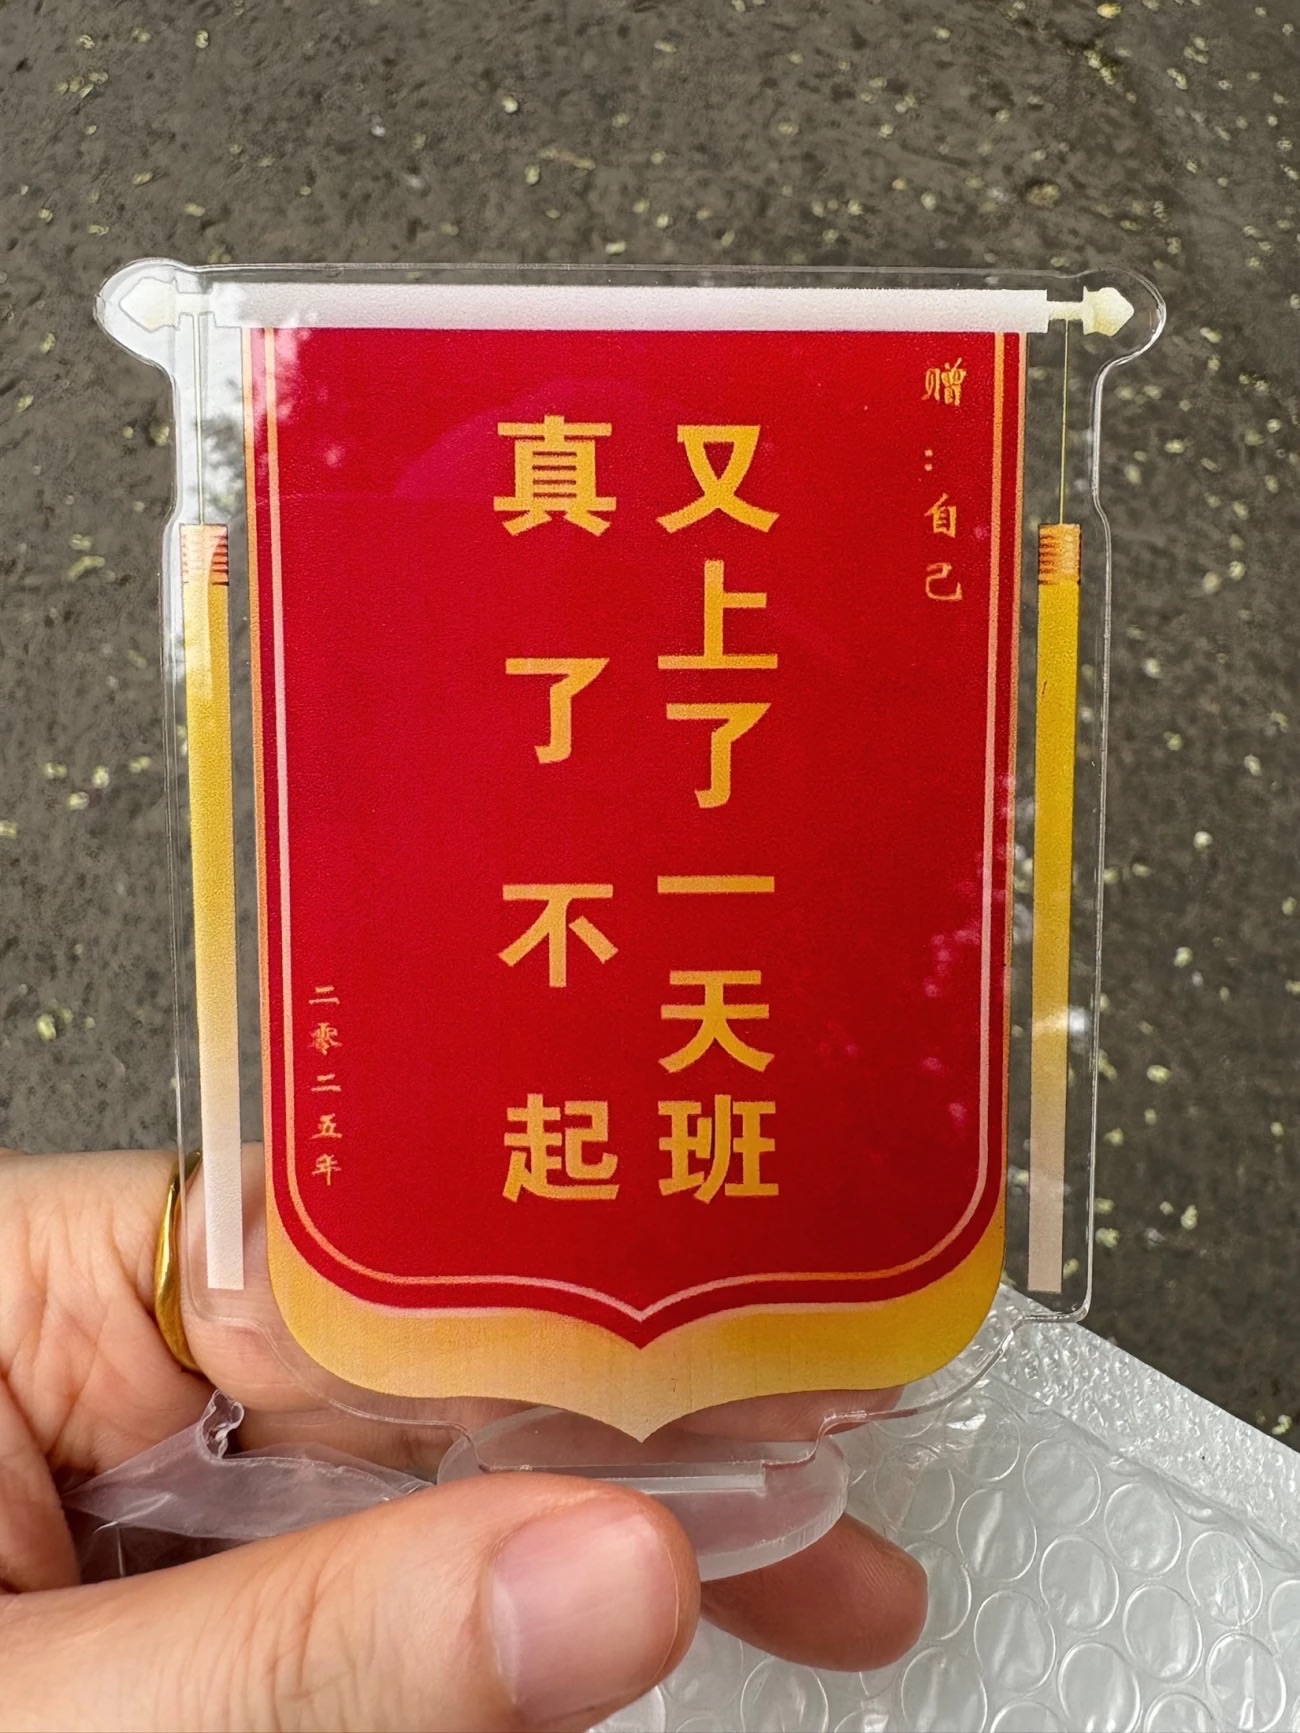 赠：自己
又上了一天班
真了不起
二零二五年